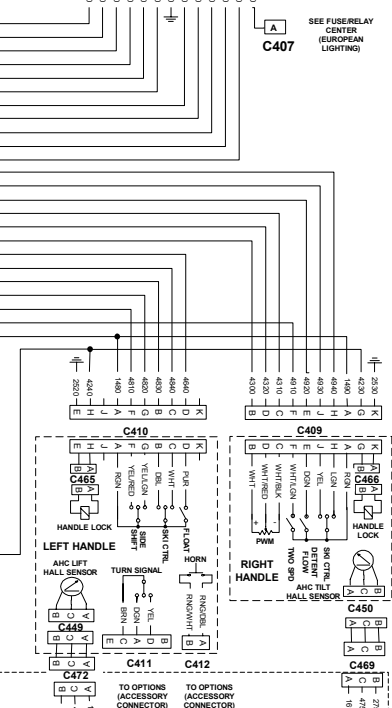 A
C407
SEE FUSE/RELAY
CENTER
(EUROPEAN
LIGHTING)
2520
4240
1480
4810
4820
4830
4840
4640
4300
4320
4310
4910
4920
4930
4940
1490
4230
2530
E H J A F G B C D K
C410
E H J A F G B C D K
B D C F E J H A G K
C409
B D C F E J H A G K
B A
C465
B A
HANDLE LOCK
RGN
YEL/RED
YEL/LGN
DBL
WHT
PUR
SIDE
SHIFT
SKI CTRL
FLOAT
LEFT HANDLE
AHC LIFT
HALL SENSOR
B C A
C449
B C A
B C A
C472
B C A
TURN SIGNAL
BRN
DGN
YEL
E C A D B
C411
HORN
RNG/WHT
RNG/DBL
B A
C412
TO OPTIONS
(ACCESSORY
CONNECTOR)
TO OPTIONS
(ACCESSORY
CONNECTOR)
WHT
WHT/RED
WHT/BLK
WHT/LGN
DGN
YEL
LGN
RGN
+ -
PWM
TWO SPD
DETENT
FLOW
SKI CTRL
RIGHT
HANDLE
B A
C466
B A
HANDLE
LOCK
AHC TILT
HALL SENSOR
A C B
C450
A C B
A C B
C469
A C B